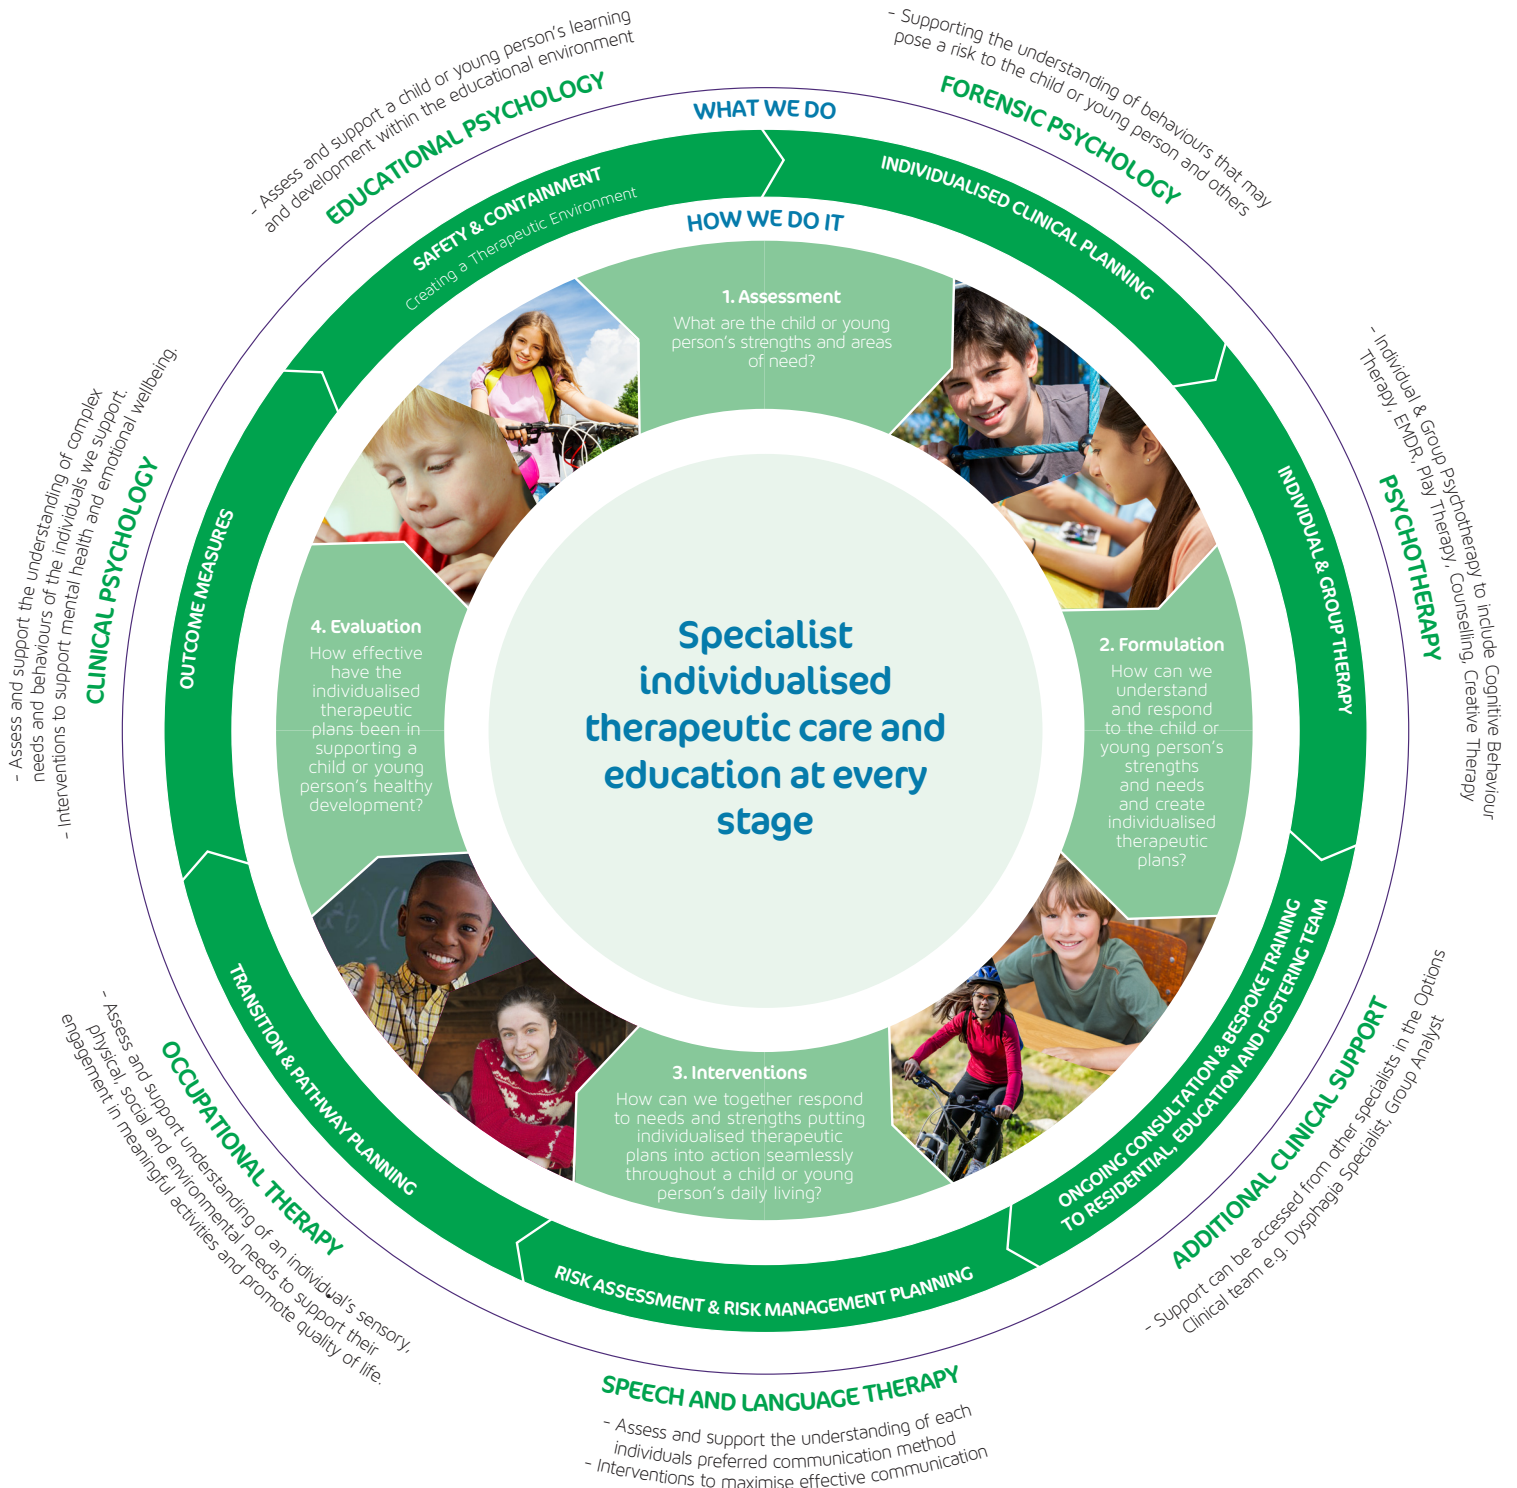 - Assess and support a child or young person's learning
and development within the educational environment
EDUCATIONAL PSYCHOLOGY
- Supporting the understanding of behaviours that may
pose a risk to the child or young person and others
FORENSIC PSYCHOLOGY
- Individual & Group Psychotherapy to include Cognitive Behaviour
Therapy, EMDR, Play Therapy, Counselling, Creative Therapy
PSYCHOTHERAPY
ADDITIONAL CLINICAL SUPPORT
- Support can be accessed from other specialists in the Options
Clinical team e.g. Dysphagia Specialist, Group Analyst
SPEECH AND LANGUAGE THERAPY
- Assess and support the understanding of each
individuals preferred communication method
- Interventions to maximise effective communication
OCCUPATIONAL THERAPY
- Assess and support understanding of an individual's sensory,
physical, social and environmental needs to support their
engagement in meaningful activities and promote quality of life.
- Assess and support the understanding of complex
needs and behaviours of the individuals we support.
- Interventions to support mental health and emotional wellbeing.
CLINICAL PSYCHOLOGY
WHAT WE DO
SAFETY & CONTAINMENT
Creating a Therapeutic Environment
INDIVIDUALISED CLINICAL PLANNING
INDIVIDUAL & GROUP THERAPY
ONGOING CONSULTATION & BESPOKE TRAINING
TO RESIDENTIAL, EDUCATION AND FOSTERING TEAM
RISK ASSESSMENT & RISK MANAGEMENT PLANNING
TRANSITION & PATHWAY PLANNING
OUTCOME MEASURES
HOW WE DO IT
1. Assessment
What are the child or young
person's strengths and areas
of need?
2. Formulation
How can we
understand
and respond
to the child or
young person's
strengths
and needs
and create
individualised
therapeutic
plans?
3. Interventions
How can we together respond
to needs and strengths putting
individualised therapeutic
plans into action seamlessly
throughout a child or young
person's daily living?
4. Evaluation
How effective
have the
individualised
therapeutic
plans been in
supporting a
child or young
person's healthy
development?
Specialist
individualised
therapeutic care and
education at every
stage